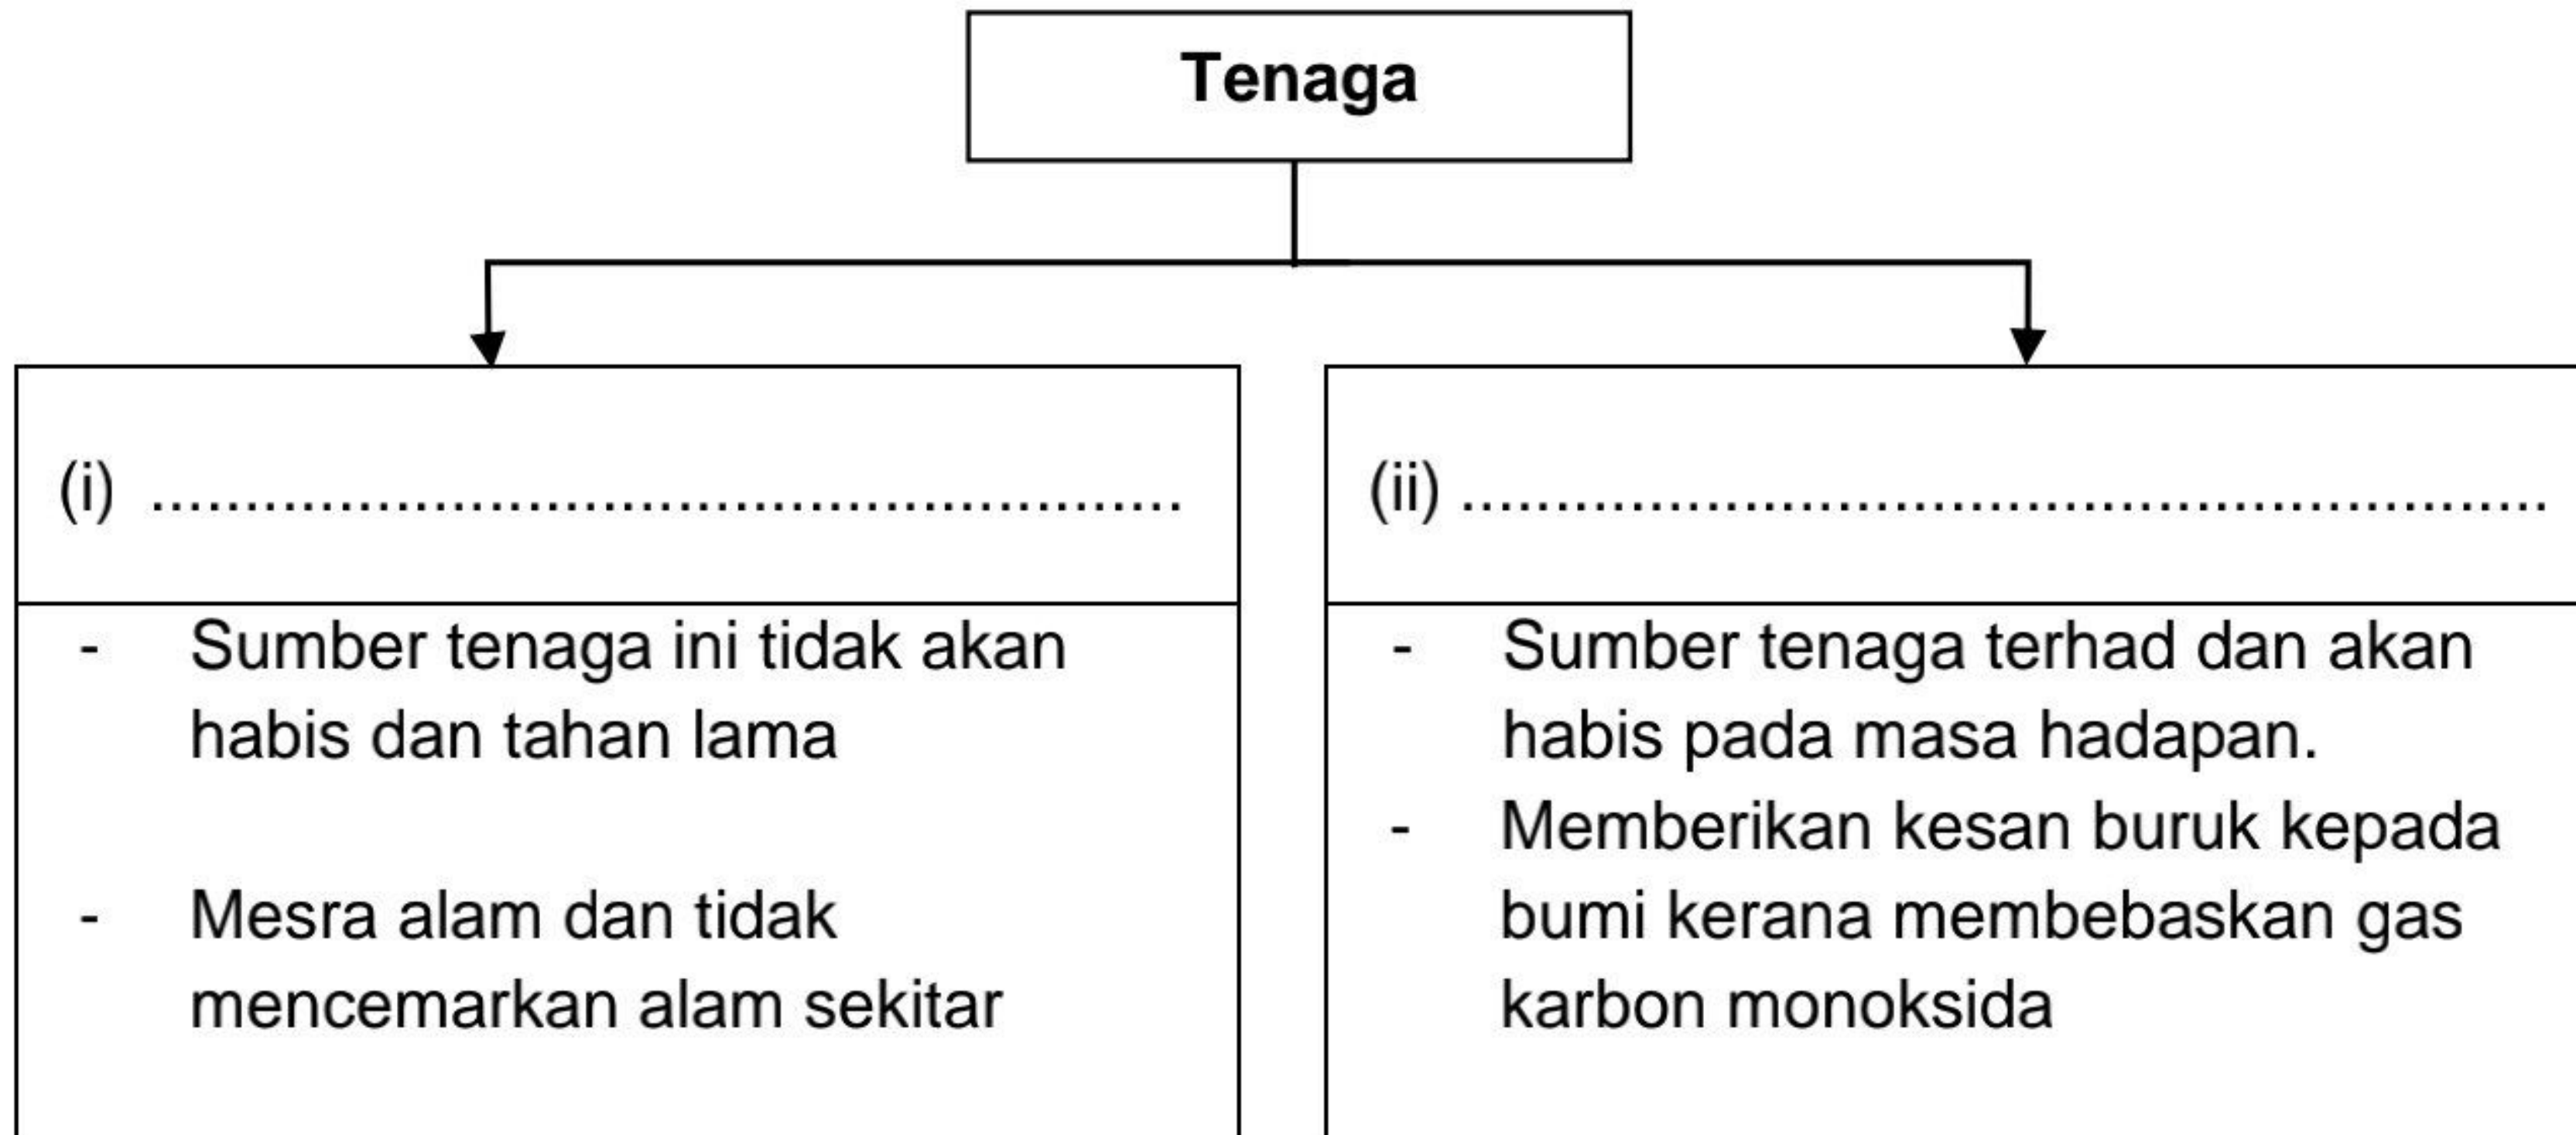 Tenaga
(i) ..........................................................
(ii) .............................................................
- Sumber tenaga ini tidak akan
habis dan tahan lama
- Mesra alam dan tidak
mencemarkan alam sekitar
- Sumber tenaga terhad dan akan
habis pada masa hadapan.
- Memberikan kesan buruk kepada
bumi kerana membebaskan gas
karbon monoksida